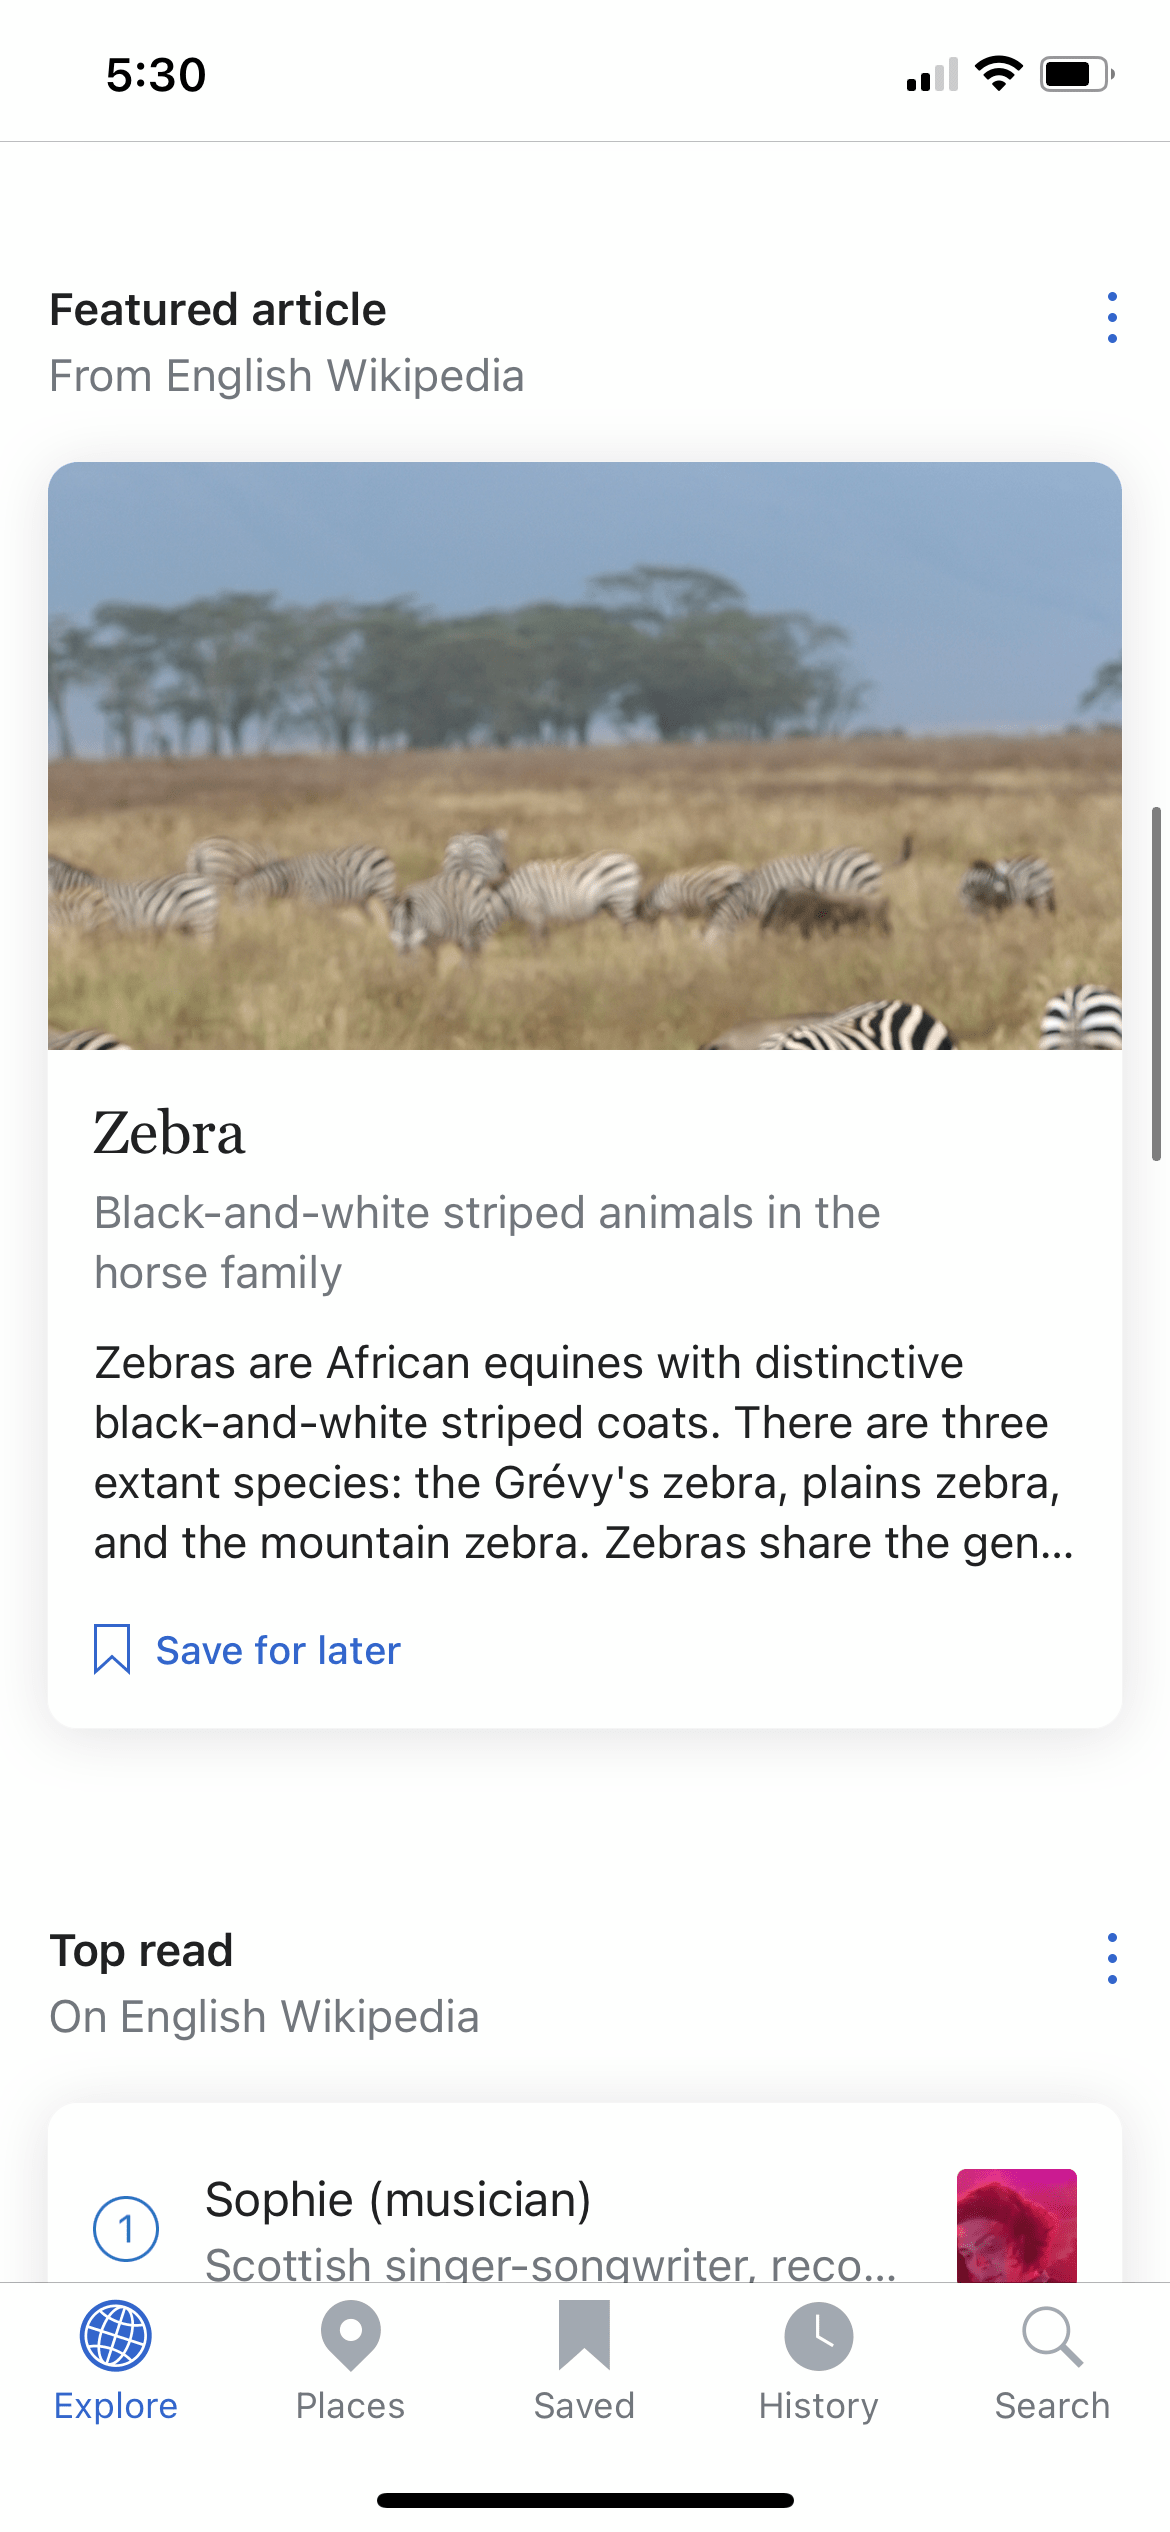 5:30
Featured article
From English Wikipedia
Zebra
Black-and-white striped animals in the
horse family
Zebras are African equines with distinctive
black-and-white striped coats. There are three
extant species: the Grévy's zebra, plains zebra,
and the mountain zebra. Zebras share the gen...
Save for later
Top read
On English Wikipedia
1
Sophie (musician)
Scottish singer-songwriter, reco...
Explore
Places
Saved
History
Search